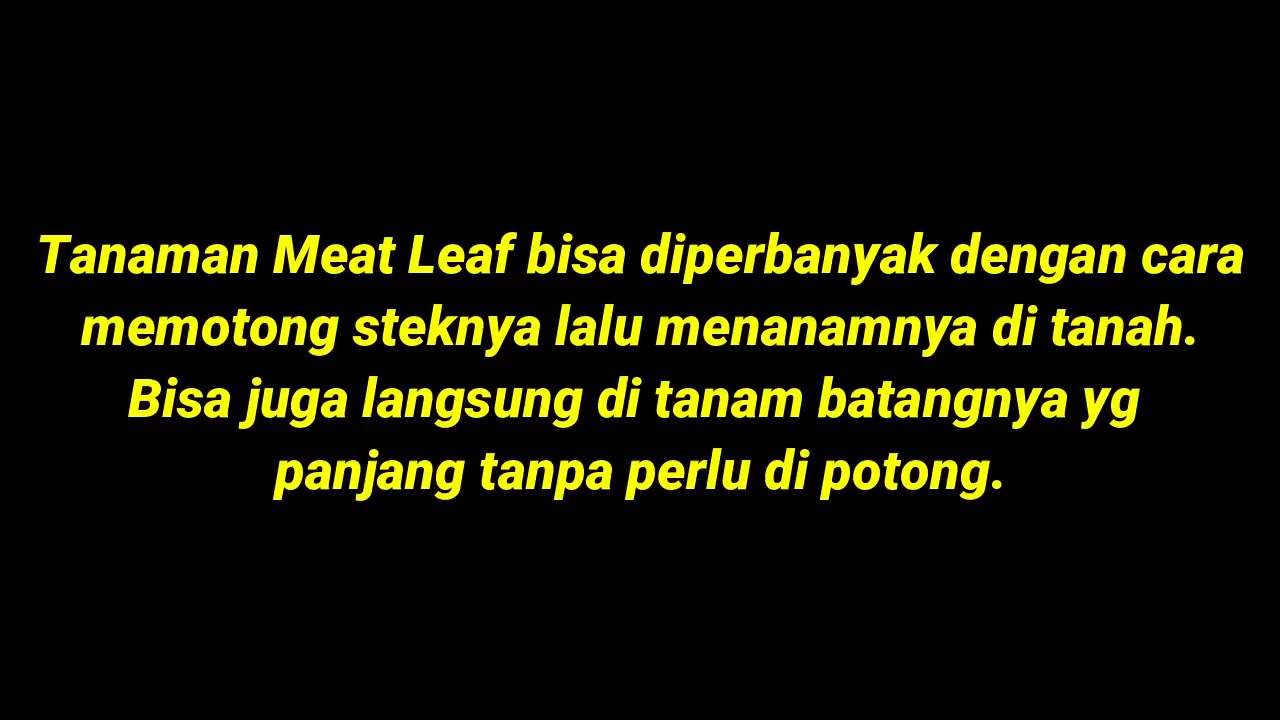 Tanaman Meat Leaf bisa diperbanyak dengan cara
memotong steknya lalu menanamnya di tanah.
Bisa juga langsung di tanam batangnya yg
panjang tanpa perlu di potong.